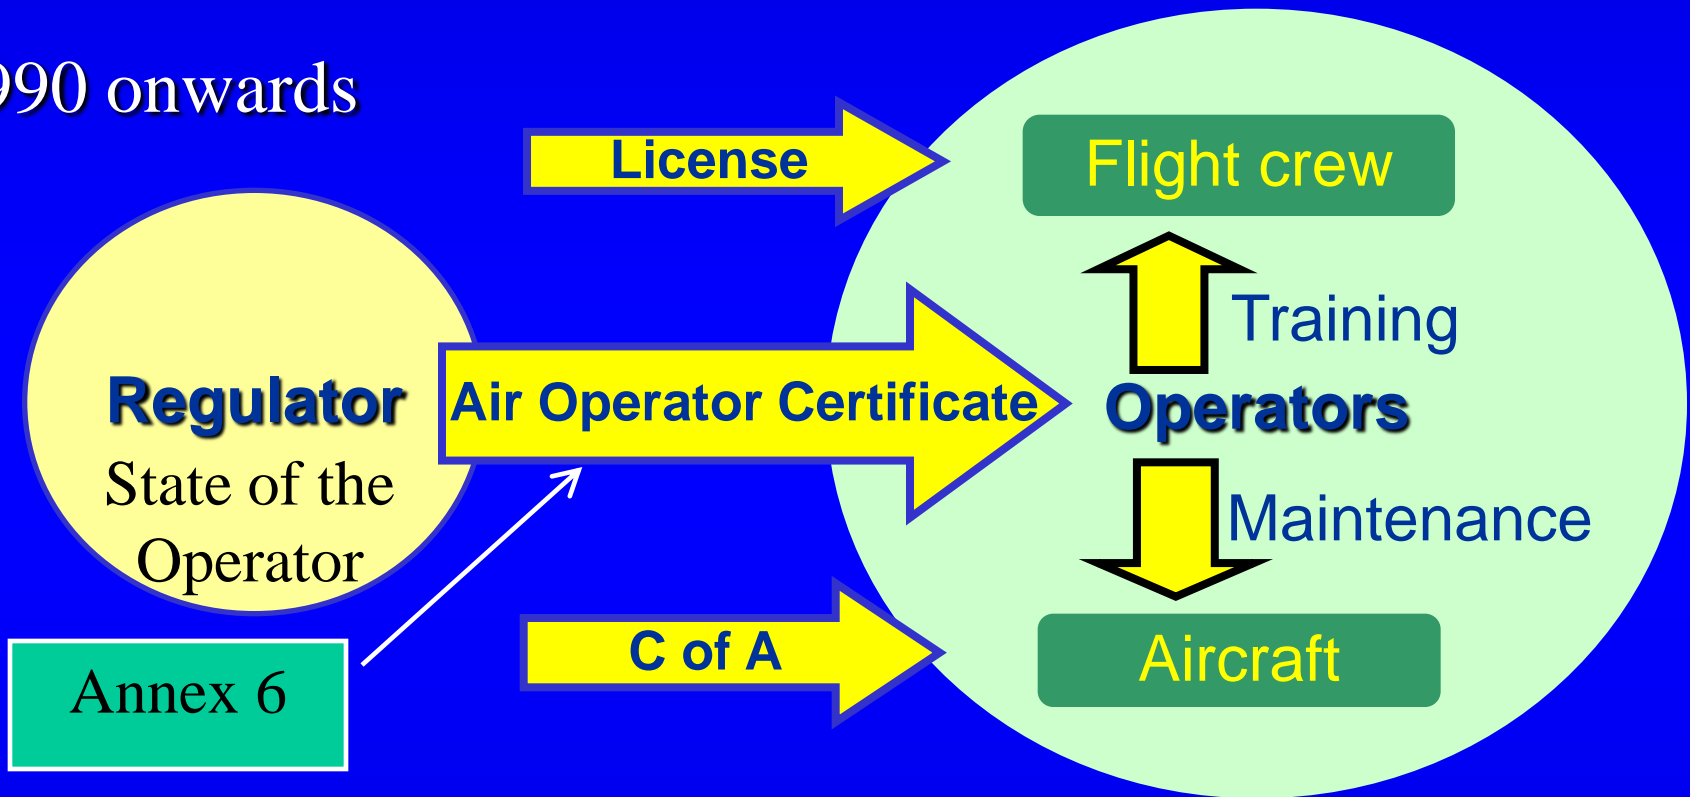 990 onwards
License
Flight crew
Training
Regulator
State of the
Operator
Air Operator Certificate
Operators
Maintenance
C of A
Aircraft
Annex 6